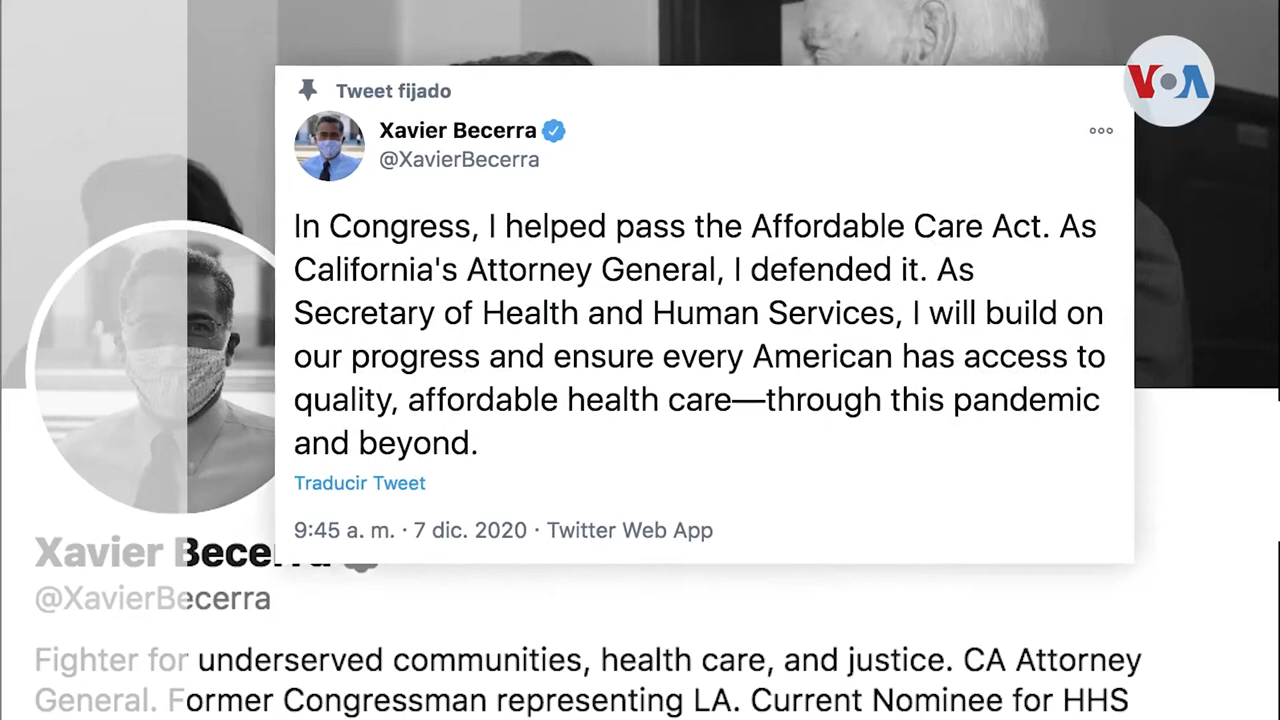 VOA
Tweet fijado
Xavier Becerra
@XavierBecerra
In Congress, I helped pass the Affordable Care Act. As
California's Attorney General, I defended it. As
Secretary of Health and Human Services, I will build on
our progress and ensure every American has access to
quality, affordable health care—through this pandemic
and beyond.
Traducir Tweet
9:45 a. m. · 7 dic. 2020 · Twitter Web App
Xavier Becerra
@XavierBecerra
Fighter for underserved communities, health care, and justice. CA Attorney
General. Former Congressman representing LA. Current Nominee for HHS